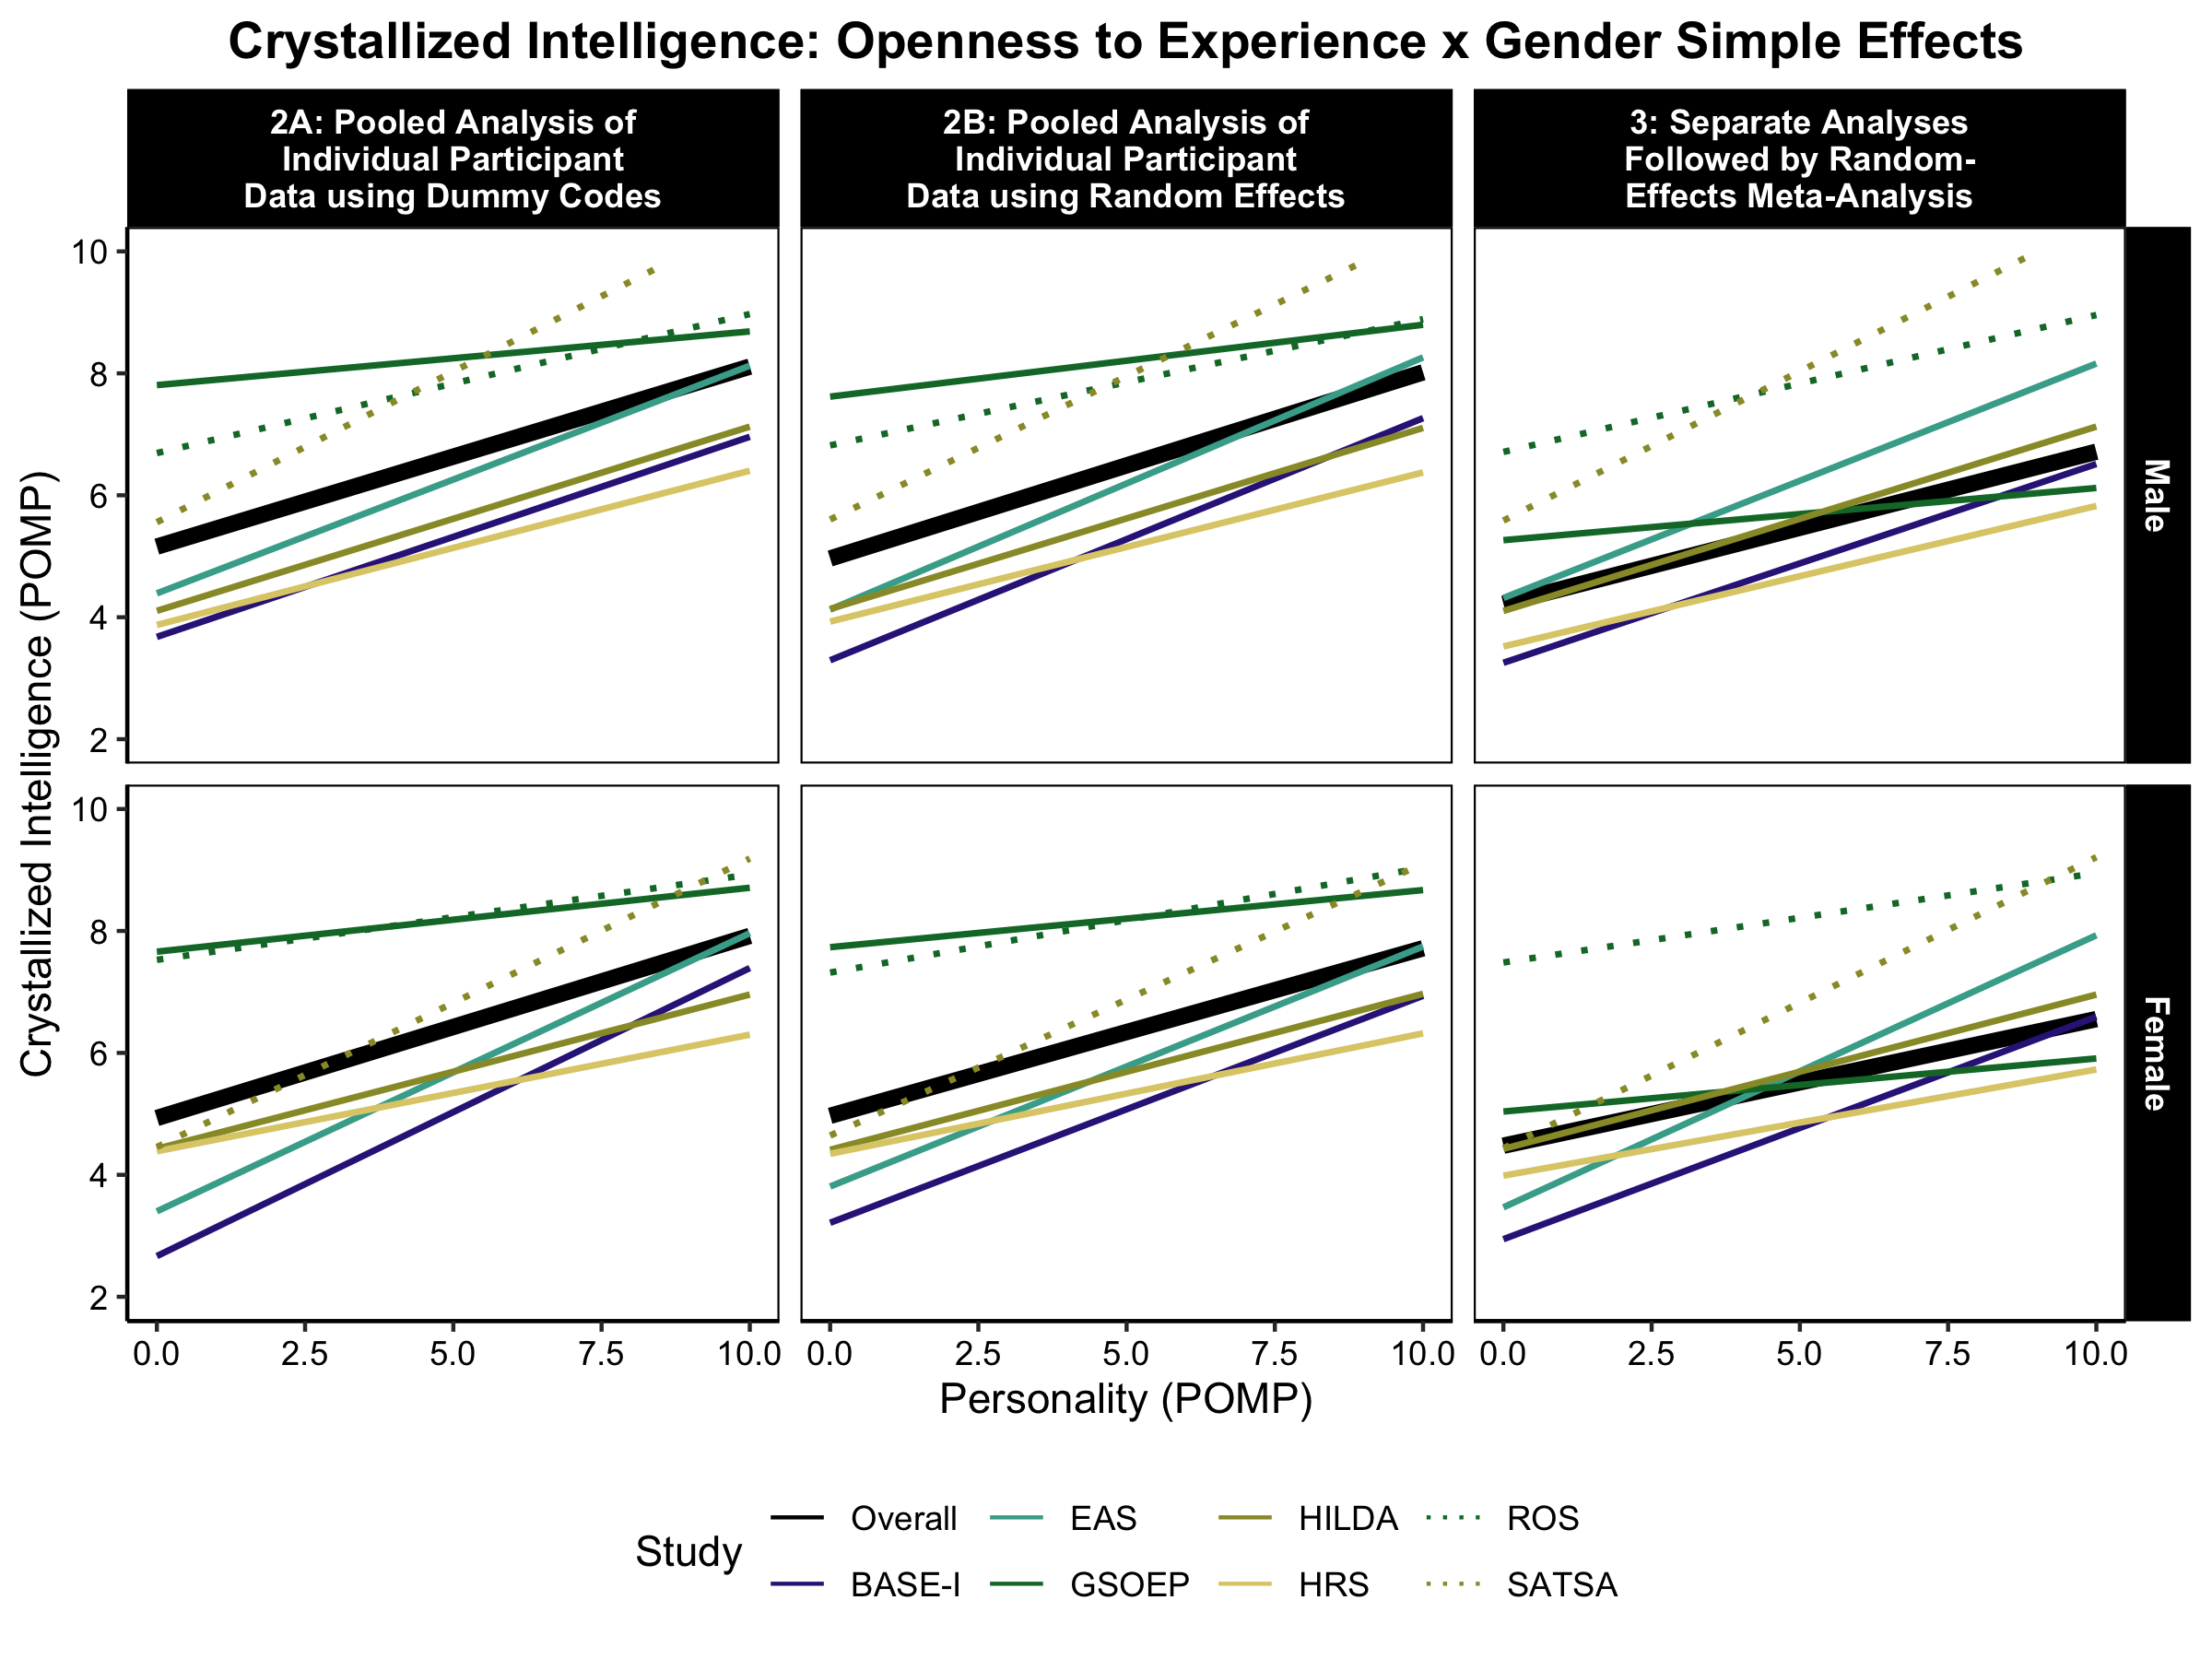 Crystallized Intelligence: Openness to Experience x Gender Simple Effects
2A: Pooled Analysis of
Individual Participant
Data using Dummy Codes
2B: Pooled Analysis of
Individual Participant
Data using Random Effects
3: Separate Analyses
Followed by Random-
Effects Meta-Analysis
Crystallized Intelligence (POMP)
10
8
6
4
2
Male
10
8
6
4
2
Female
0.0 2.5 5.0 7.5 10.0
0.0 2.5 5.0 7.5 10.0
0.0 2.5 5.0 7.5 10.0
Personality (POMP)
Study
Overall EAS HILDA ROS
BASE-I GSOEP HRS SATSA